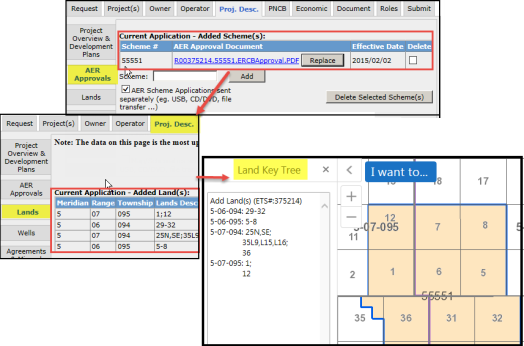 Request Project(s) Owner Operator Proj. Desc. PNCB Economic Document Roles Submit
Project
Overview &
Development
Plans
AER
Approvals
Lands
Current Application - Added Scheme(s):
Scheme # AER Approval Document Effective Date Delete
55551 R00375214.55551.ERCBApproval.PDF Replace 2015/02/02
Scheme: Add
AER Scheme Applications sent
separately (eg. USB, CD/DVD, file
transfer ...)
Delete Selected Scheme(s)
Request Project(s) Owner Operator Proj. Desc.
Project
Overview &
Development
Plans
AER
Approvals
Lands
Wells
Agreements
Note: The data on this page is the most up
Current Application - Added Land(s):
Meridian Range Township Lands Desc
5 07 095 1;12
5 06 094 29-32
5 07 094 25N,SE;35L9
5 06 095 5-8
Land Key Tree ×
I want to...
Add Land(s) (ETS#:375214)
5-06-094: 29-32
5-06-095: 5-8
5-07-094: 25N,SE;
35L9,L15,L16;
36
5-07-095: 1;
12
18 17
12 7 8
5-07-095
11
2 1 6 5
55551
35 36 31 32